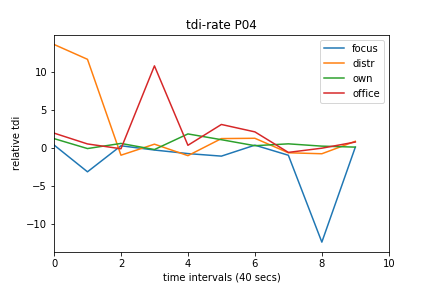 tdi-rate P04
focus
distr
own
office
relative tdi
10
5
0
−5
−10
0 2 4 6 8 10
time intervals (40 secs)